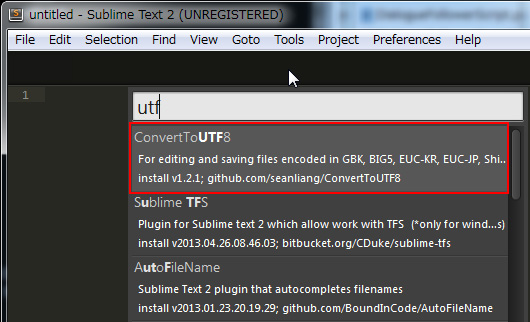 untitled - Sublime Text 2 (UNREGISTERED)
File Edit Selection Find View Goto Tools Project Preferences Help
1
utf
ConvertToUTF8
For editing and saving files encoded in GBK, BIG5, EUC-KR, EUC-JP, Shi..
install v1.2.1; github.com/seanliang/ConvertToUTF8
Sublime TFS
Plugin for Sublime text 2 which allow work with TFS (*only for wind...s)
install v2013.04.26.08.46.03; bitbucket.org/CDuke/sublime-tfs
AutoFileName
Sublime Text 2 plugin that autocompletes filenames
install v2013.01.23.20.19.29; github.com/BoundInCode/AutoFileName